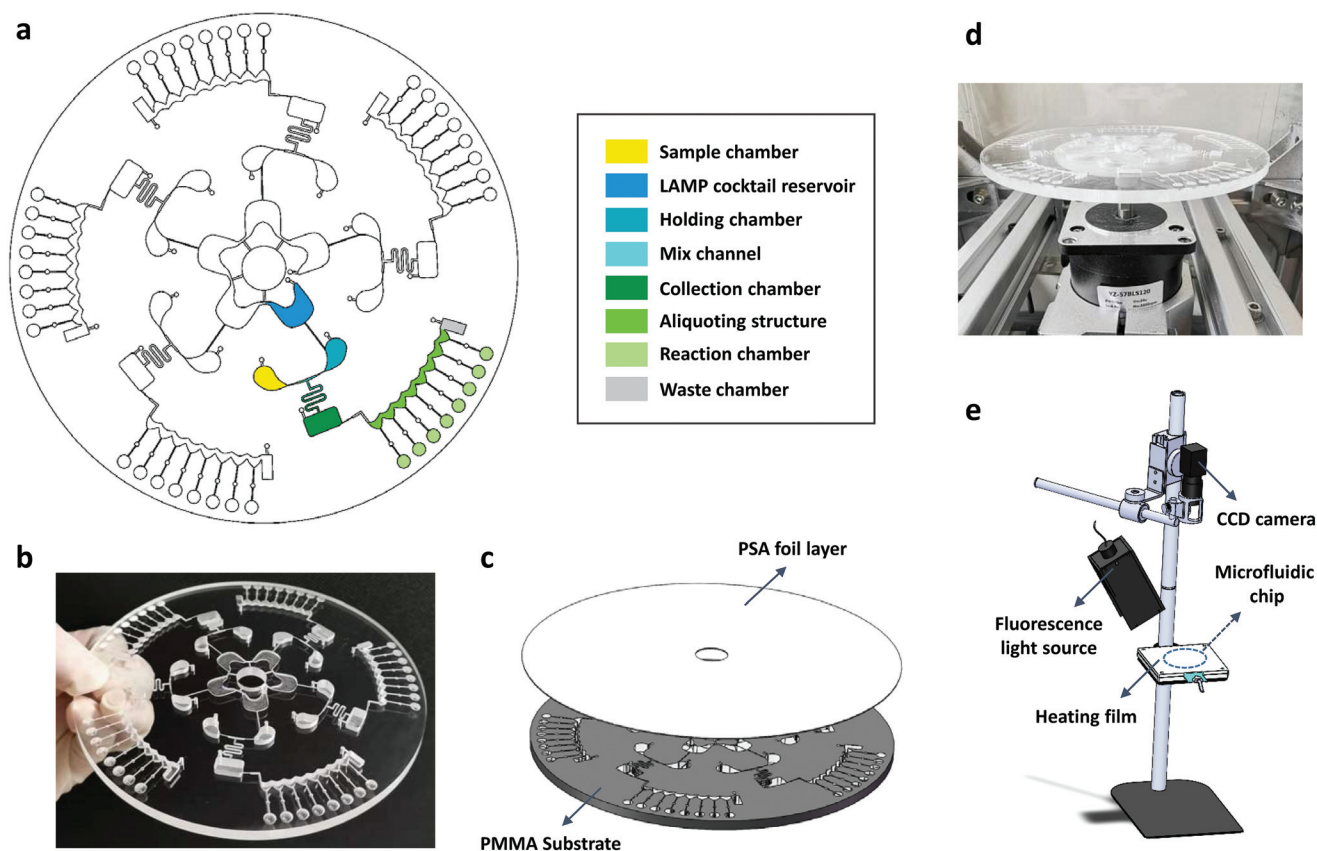 a
Sample chamber
LAMP cocktail reservoir
Holding chamber
Mix channel
Collection chamber
Aliquoting structure
Reaction chamber
Waste chamber
b
c
PSA foil layer
PMMA Substrate
d
YZ-57BLS120
e
CCD camera
Microfluidic
chip
Fluorescence
light source
Heating film